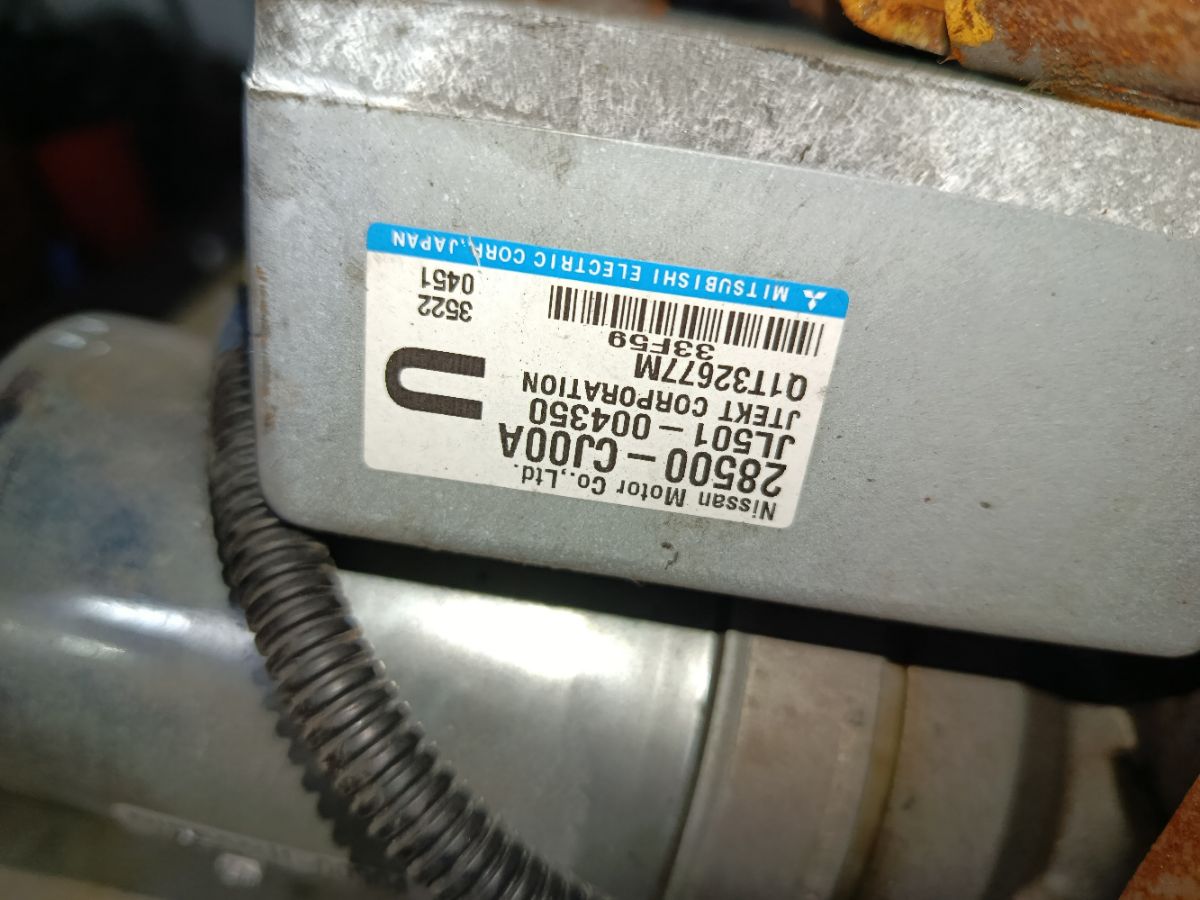 Nissan Motor Co.,Ltd.
28500-CJ00A
JL501-004350
JTEKT CORPORATION
Q1T32677M
33F59
U
3522
0451
MITSUBISHI ELECTRIC CORP.,JAPAN